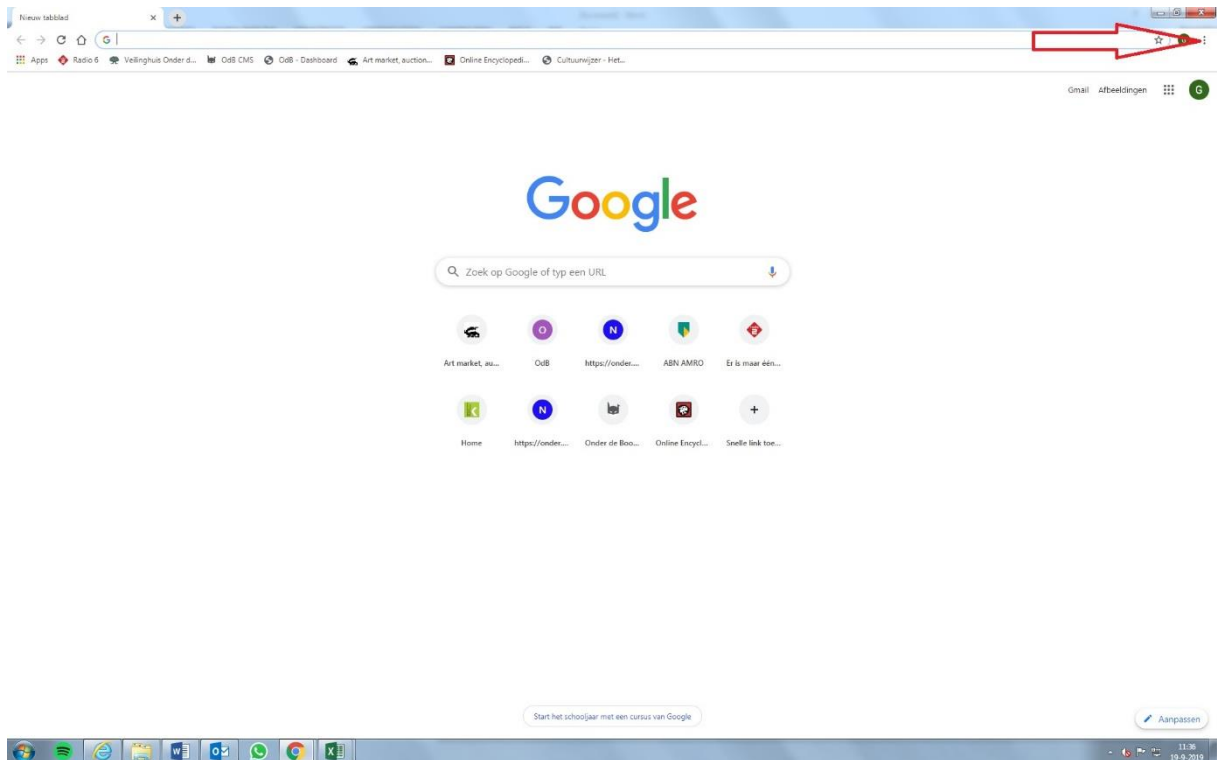 Nieuw tabblad
Apps Radio 6 Veilinghuis Onder d... OdB CMS OdB - Dashboard Art market, auction... Online Encyclopedi... Cultuurwijzer - Het...
Gmail Afbeeldingen G
Google
Zoek op Google of typ een URL
O N
Art market, au... OdB https://onder.... ABN AMRO Er is maar één...
N
Home https://onder.... Onder de Boo... Online Encycl... Snelle link toe...
Start het schooljaar met een cursus van Google
Aanpassen
11:36
19-9-2019